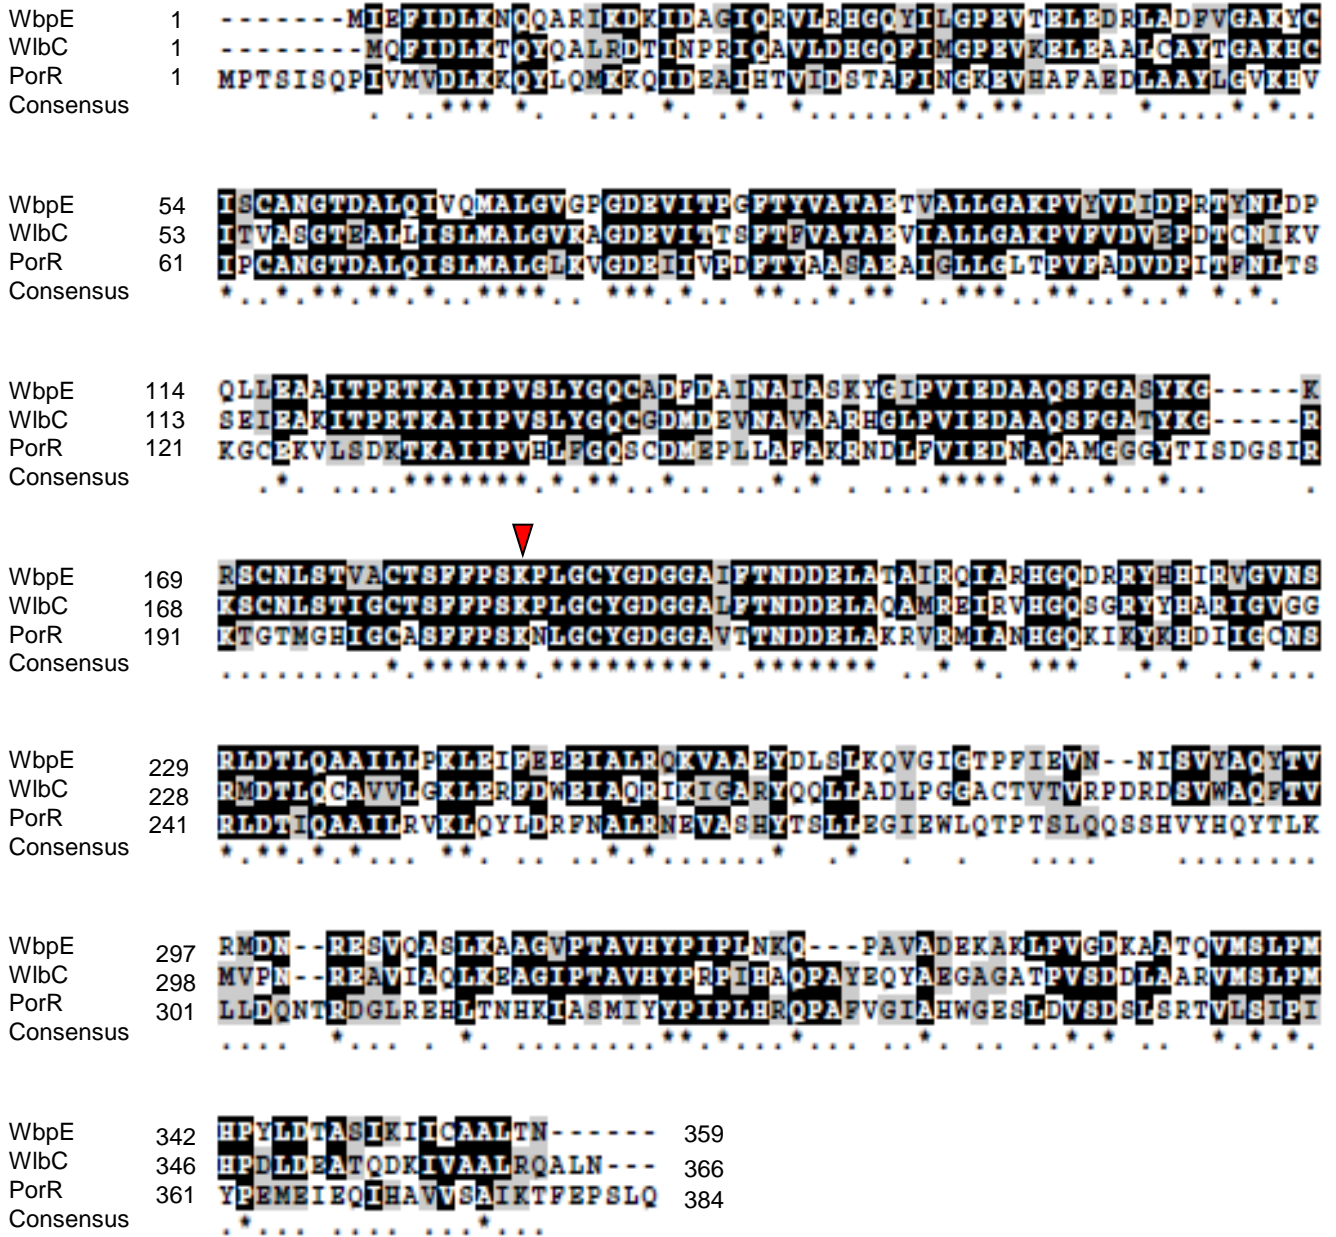 WbpE 1 -------MIEFIDLKNQQARIKDKIDAGIQRVLRHGQYILGPEVTELEDRLADFVGAKYC
WlbC 1 --------MQFIDLKTQYQALRDTINPRIQAVLDHGQFIMGPEVKELEAALCAYTGAKHC
PorR 1 MPTSISQPIVMVDLKKQYLQMKKQIDEAIHTVIDSTAFINGKEVHAFAEDLAAYLGVKHV
Consensus . ..*** *. ... *. .*. *......*.**..... *....*.*..
WbpE 54 ISCANGTDALQIVQMALGVGPGDEVITPGFTYVATAETVALLGAKPVYVDIDPRTYNLDP
WlbC 53 ITVASGTEALLISLMALGVKAGDEVITTSFTFVATAEVIALLGAKPVFVDVEPDTCNIKV
PorR 61 IPCANGTDALQISLMALGLKVGDEIIVPDFTYAASAEAIGLLGLTPVFADVDPITFNLTS
Consensus *..*.**.**.*..****.. ***.*.. **..*.** ..***..**..*..* *.*.
WbpE 114 QLLEAAITPRTKAIIPVSLYGQCADFDAINAIASKYGIPVIEDAAQSFGASYKG-----K
WlbC 113 SEIEAKITPRTKAIIPVSLYGQCGDMDEVNAVAARHGLPVIEDAAQSFGATYKG-----R
PorR 121 KGCEKVLSDKTKAIIPVHLFGQSCDMEPLLAFAKRNDLFVIEDNAQAMGGGYTISDGSIR
Consensus .*. ....*******.*.**..*.. ..*.* . ...****.**..*..*.. .
WbpE 169 RSCNLSTVACTSFFPSKPLGCYGDGGAIFTNDDELATAIRQIARHGQDRRYHHIRVGVNS
WlbC 168 KSCNLSTIGCTSFFPSKPLGCYGDGGALFTNDDELAQAMREIRVHGQSGRYYHARIGVGG
PorR 191 KTGTMGHIGCASFFPSKNLGCYGDGGAVTTNDDELAKRVRMIANHGQKIKYKHDIIGCNS
Consensus .........*.******.*********..******* ..* *. *** .*.* ..*...
WbpE 229 RLDTLQAAILLPKLEIFEEEIALRQKVAAEYDLSLKQVGIGTPFIEVN--NISVYAQYTV
WlbC 228 RMDTLQCAVVLGKLERFDWEIAQRIKIGARYQQLLADLPGGACTVTVRPDRDSVWAQFTV
PorR 241 RLDTIQAAILRVKLQYLDRFNALRNEVASHYTSLLEGIEWLQTPTSLQQSSHVYHQYTLK
Consensus *.**.*.*... **. .. ..*.*......* .* . . .... ........
WbpE 297 RMDN--RESVQASLKAAGVPTAVHYPIPLNKQ---PAVADEKAKLPVGDKAATQVMSLPM
WlbC 298 MVPN--REAVIAQLKEAGIPTAVHYPRPIHAQPAYEQYAEGAGATPVSDDLAARVMSLPM
PorR 301 LLDQNTRDGLREHLTNHKIASMIYYPIPLHRQPAFVGIAHWGESLDVSDSLSRTVLSIPI
Consensus .... *... . *. ........**.*...*... ..*. ..*.* .. *.*.*.
WbpE 342 HPYLDTASIKIICAALTN------ 359
WlbC 346 HPDLDEATQDKIVAALRQALN--- 366
PorR 361 YPEMEIEQIHAVVSAIKTFEPSLQ 384
Consensus .*... .... ...*...